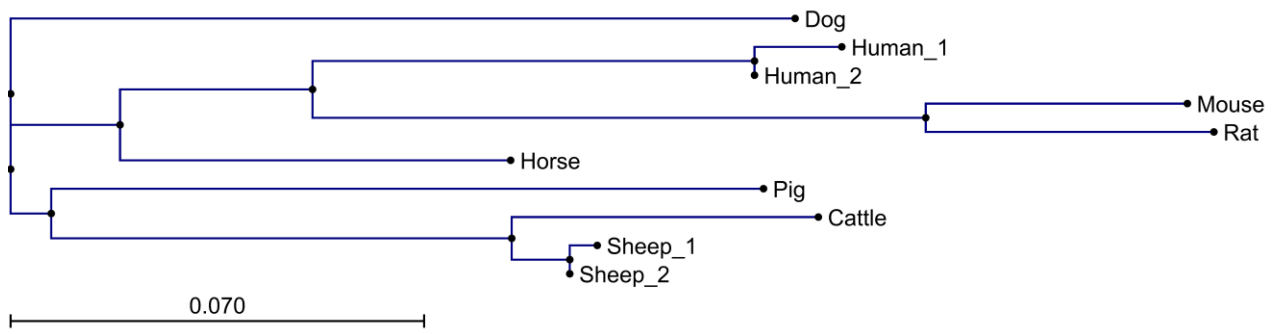 Dog
Human_1
Human_2
Mouse
Rat
Horse
Pig
Cattle
Sheep_1
Sheep_2
0.070